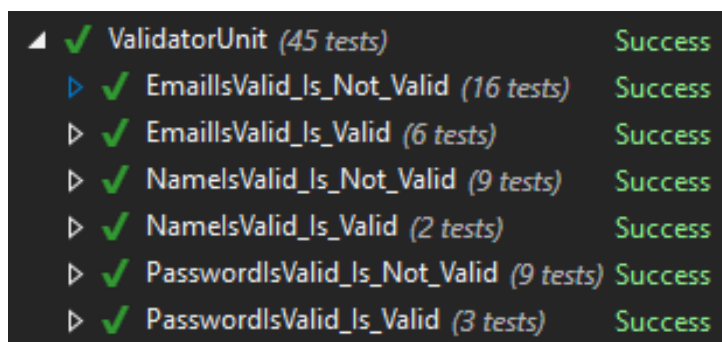 ValidatorUnit (45 tests) Success
EmailIsValid_Is_Not_Valid (16 tests) Success
EmailIsValid_Is_Valid (6 tests) Success
NameIsValid_Is_Not_Valid (9 tests) Success
NameIsValid_Is_Valid (2 tests) Success
PasswordIsValid_Is_Not_Valid (9 tests) Success
PasswordIsValid_Is_Valid (3 tests) Success